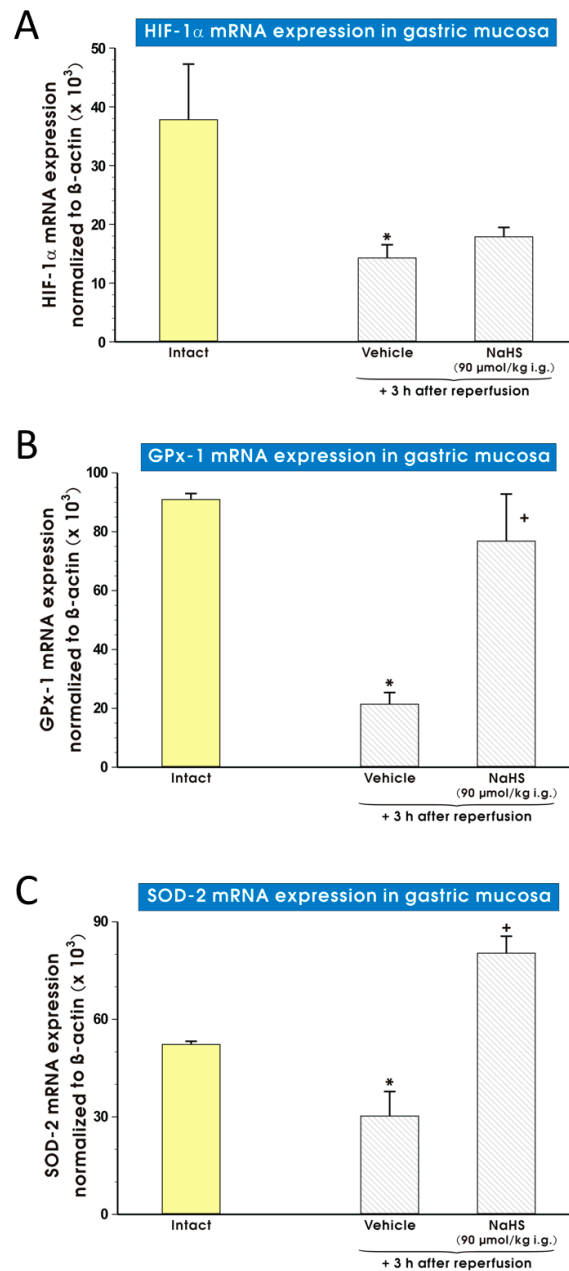 A
HIF-1α mRNA expression in gastric mucosa
HIF-1α mRNA expression
normalized to ß-actin (x 10³)
50
40
30
20
10
0
*
Intact
Vehicle
NaHS
(90 µmol/kg i.g.)
+ 3 h after reperfusion
B
GPx-1 mRNA expression in gastric mucosa
GPx-1 mRNA expression
normalized to ß-actin (x 10³)
100
80
60
40
20
0
*
+
Intact
Vehicle
NaHS
(90 µmol/kg i.g.)
+ 3 h after reperfusion
C
SOD-2 mRNA expression in gastric mucosa
SOD-2 mRNA expression
normalized to ß-actin (x 10³)
90
60
30
0
*
+
Intact
Vehicle
NaHS
(90 µmol/kg i.g.)
+ 3 h after reperfusion